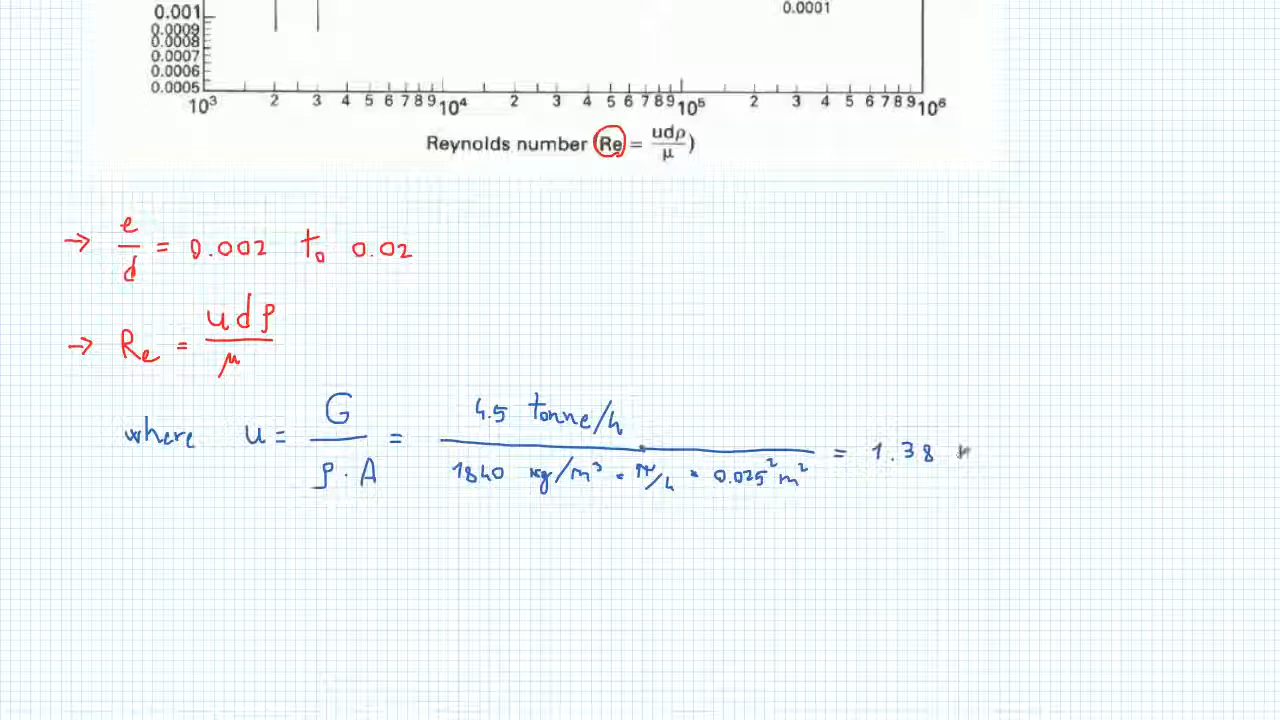 0.001
0.0009
0.0008
0.0007
0.0006
0.0005
0.0001
10³ 2 3 4 5 6 7 8 9 10⁴ 2 3 4 5 6 7 8 9 10⁵ 2 3 4 5 6 7 8 9 10⁶
Reynolds number (Re = udρ/μ)
→ e/d = 0.002 to 0.02
→ Re = udρ/μ
where u = G/(ρ · A) = 4.5 tonne/h / (1840 kg/m³ · π/4 · 0.025² m²) = 1.38